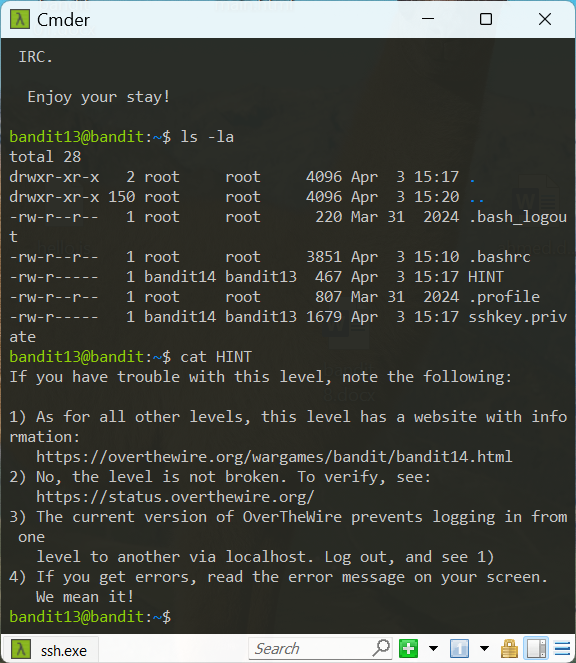 Cmder
IRC.
Enjoy your stay!
bandit13@bandit:~$ ls -la
total 28
drwxr-xr-x   2 root     root     4096 Apr  3 15:17 .
drwxr-xr-x 150 root     root     4096 Apr  3 15:20 ..
-rw-r--r--   1 root     root      220 Mar 31  2024 .bash_logou
t
-rw-r--r--   1 root     root     3851 Apr  3 15:10 .bashrc
-rw-r-----   1 bandit14 bandit13  467 Apr  3 15:17 HINT
-rw-r--r--   1 root     root      807 Mar 31  2024 .profile
-rw-r-----   1 bandit14 bandit13 1679 Apr  3 15:17 sshkey.priv
ate
bandit13@bandit:~$ cat HINT
If you have trouble with this level, note the following:
1) As for all other levels, this level has a website with info
rmation:
https://overthewire.org/wargames/bandit/bandit14.html
2) No, the level is not broken. To verify, see:
https://status.overthewire.org/
3) The current version of OverTheWire prevents logging in from
one
level to another via localhost. Log out, and see 1)
4) If you get errors, read the error message on your screen.
We mean it!
bandit13@bandit:~$
ssh.exe
Search
1